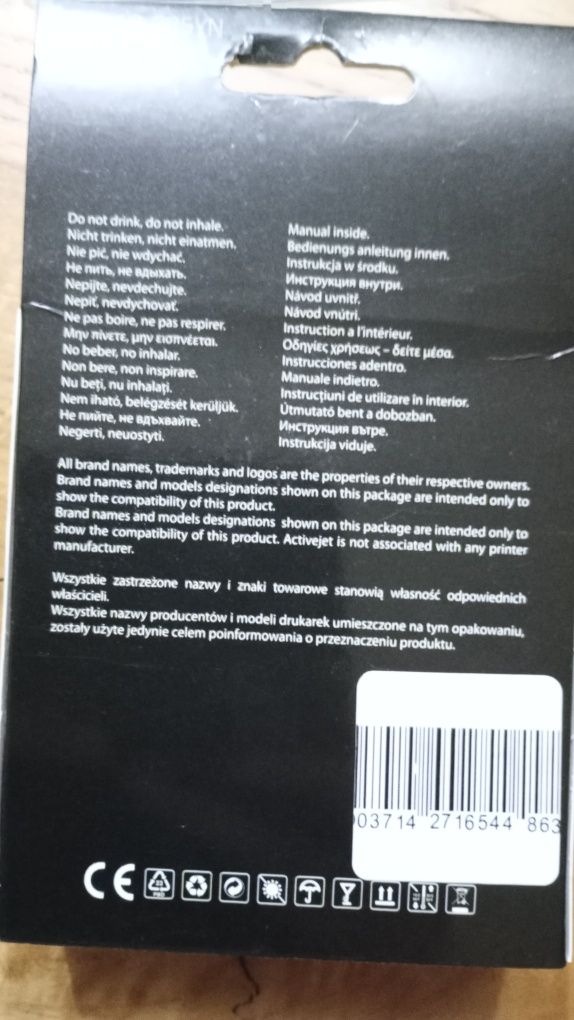 Do not drink, do not inhale.
Nicht trinken, nicht einatmen.
Nie pić, nie wdychać.
Не пить, не вдыхать.
Nepijte, nevdechujte.
Nepiť, nevdychovať.
Ne pas boire, ne pas respirer.
Μην πίνετε, μην εισπνέεται.
No beber, no inhalar.
Non bere, non inspirare.
Nu beți, nu inhalați.
Nem iható, belégzését kerüljük.
Не пийте, не вдъхвайте.
Negerti, neuostyti.
Manual inside.
Bedienungs anleitung innen.
Instrukcja w środku.
Инструкция внутри.
Návod uvnitř.
Návod vnútri.
Instruction a l'intérieur.
Οδηγίες χρήσεως – δείτε μέσα.
Instrucciones adentro.
Manuale indietro.
Instrucțiuni de utilizare în interior.
Útmutató bent a dobozban.
Инструкции вътре.
Instrukcija viduje.
All brand names, trademarks and logos are the properties of their respective owners.
Brand names and models designations shown on this package are intended only to
show the compatibility of this product.
Brand names and models designations shown on this package are intended only to
show the compatibility of this product. Activejet is not associated with any printer
manufacturer.
Wszystkie zastrzeżone nazwy i znaki towarowe stanowią własność odpowiednich
właścicieli.
Wszystkie nazwy producentów i modeli drukarek umieszczone na tym opakowaniu,
zostały użyte jedynie celem poinformowania o przeznaczeniu produktu.
03714 2716544 863
CE